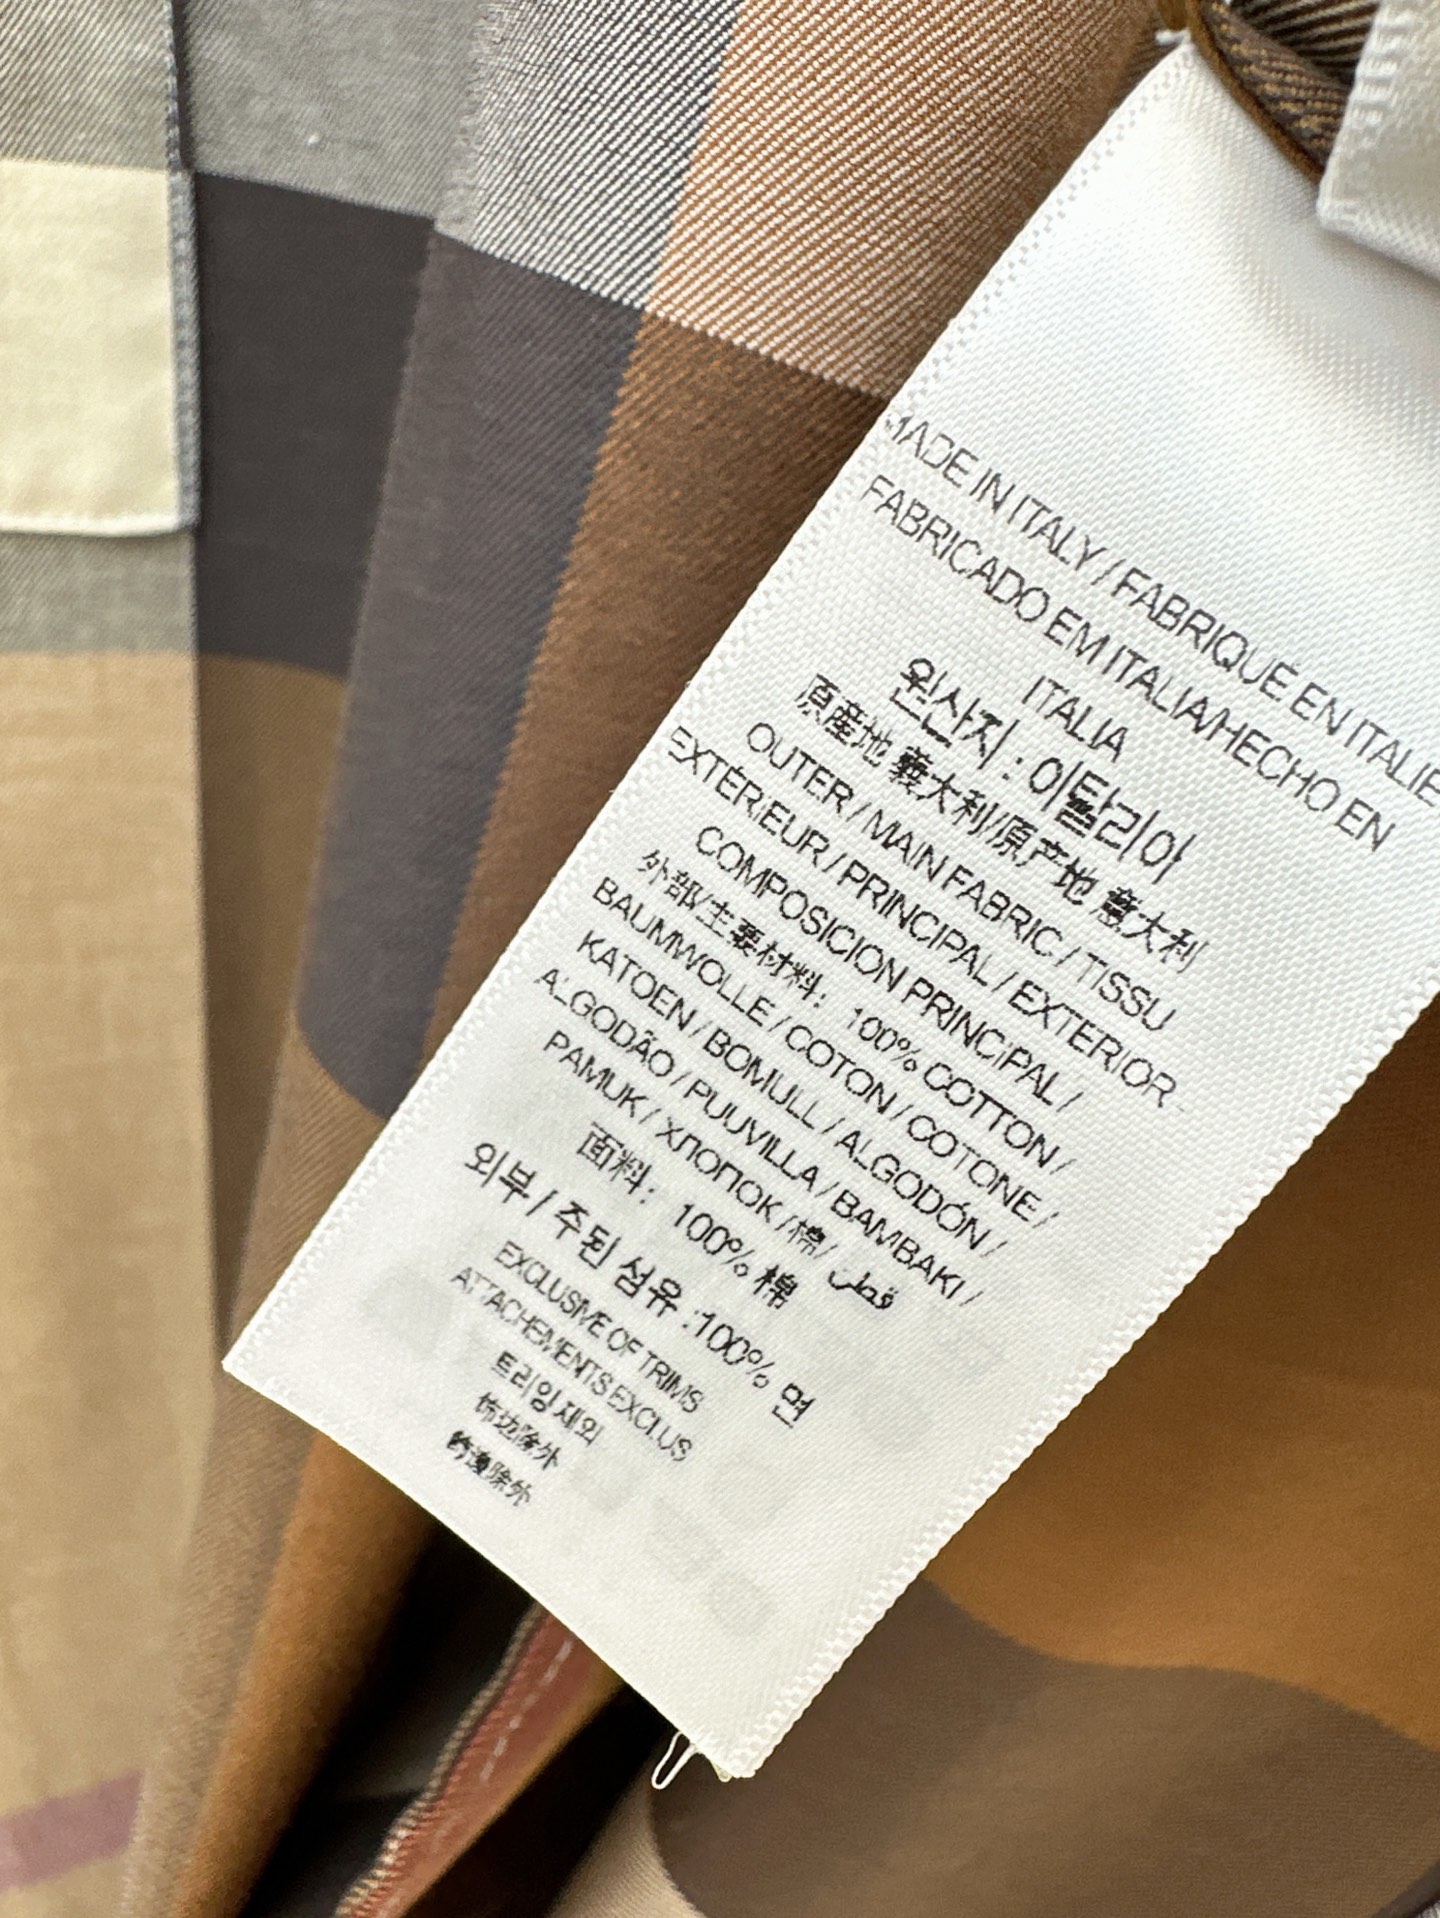 MADE IN ITALY / FABRIQUÉ EN ITALIE
FABRICADO EM ITALIA/HECHO EN
ITALIA
원산지 : 이탈리아
原産地 義大利/原产地 意大利
OUTER / MAIN FABRIC / TISSU
EXTÉRIEUR / PRINCIPAL / EXTERIOR-
COMPOSICION PRINCIPAL /
外部/主要材料: 100% COTTON /
BAUMWOLLE / COTON / COTONE /
KATOEN / BOMULL / ALGODÓN /
ALGODÃO / PUUVILLA / BAMBAKI /
PAMUK / ХЛОПОК / 棉/ قطن
面料: 100% 棉
외부 / 주된 섬유 :100% 면
EXCLUSIVE OF TRIMS
ATTACHEMENTS EXCLUS
트리밍 제외
饰边除外
飾邊除外